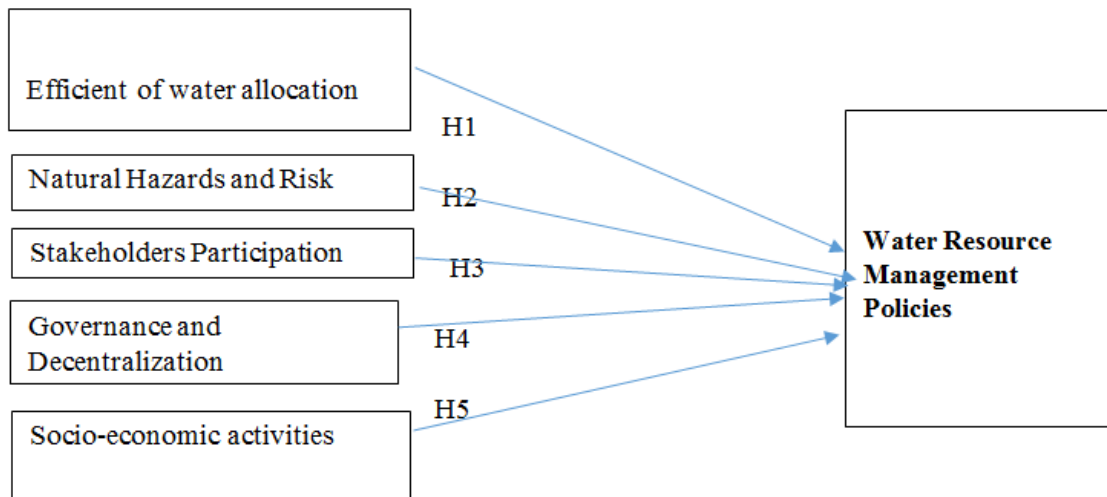 Efficient of water allocation
H1
Natural Hazards and Risk
H2
Stakeholders Participation
H3
Governance and
Decentralization
H4
Socio-economic activities
H5
Water Resource
Management
Policies